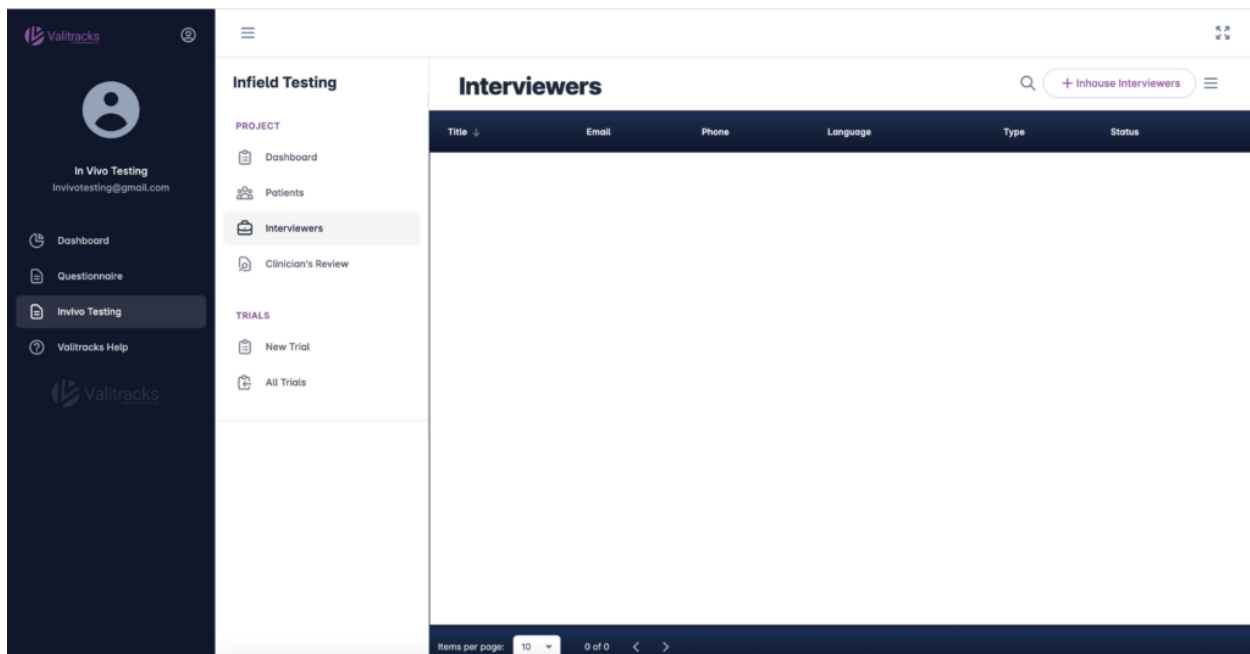 Valitracks
In Vivo Testing
Invivotesting@gmail.com
Dashboard
Questionnaire
Invivo Testing
Valitracks Help
Valitracks
Infield Testing
PROJECT
Dashboard
Patients
Interviewers
Clinician's Review
TRIALS
New Trial
All Trials
Interviewers
+ Inhouse Interviewers
Title ↓ Email Phone Language Type Status
Items per page: 10 0 of 0